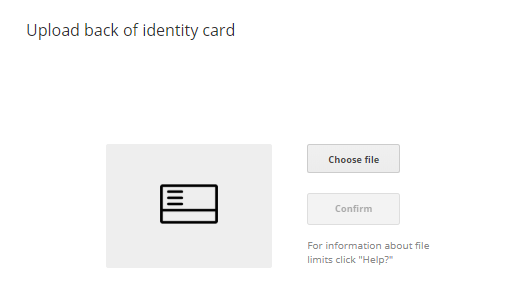 Upload back of identity card
Choose file
Confirm
For information about file
limits click "Help?"